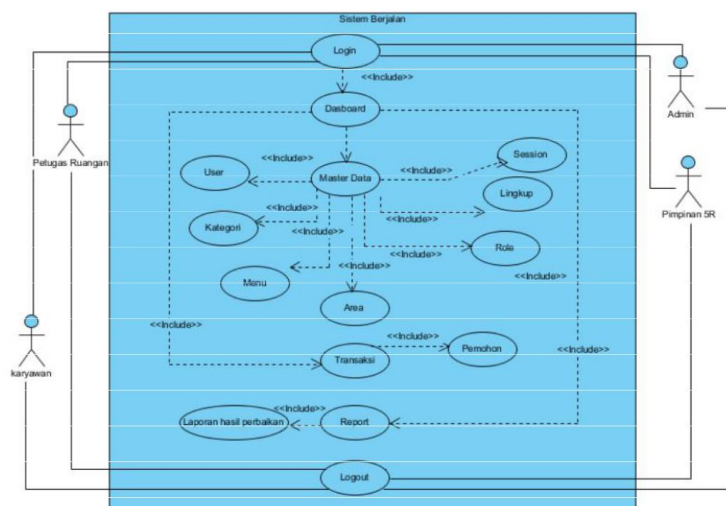 Sistem Berjalan
Login
<<Include>>
Dasboard
Admin
Petugas Ruangan
User
<<Include>>
Master Data
<<Include>>
Session
<<Include>>
Lingkup
<<Include>>
Pimpinan 5R
Kategori
<<Include>>
<<Include>>
Role
<<Include>>
<<Include>>
Menu
Area
<<Include>>
karyawan
Transaksi
<<Include>>
Pemohon
<<Include>>
Laporan hasil perbaikan
Report
Logout